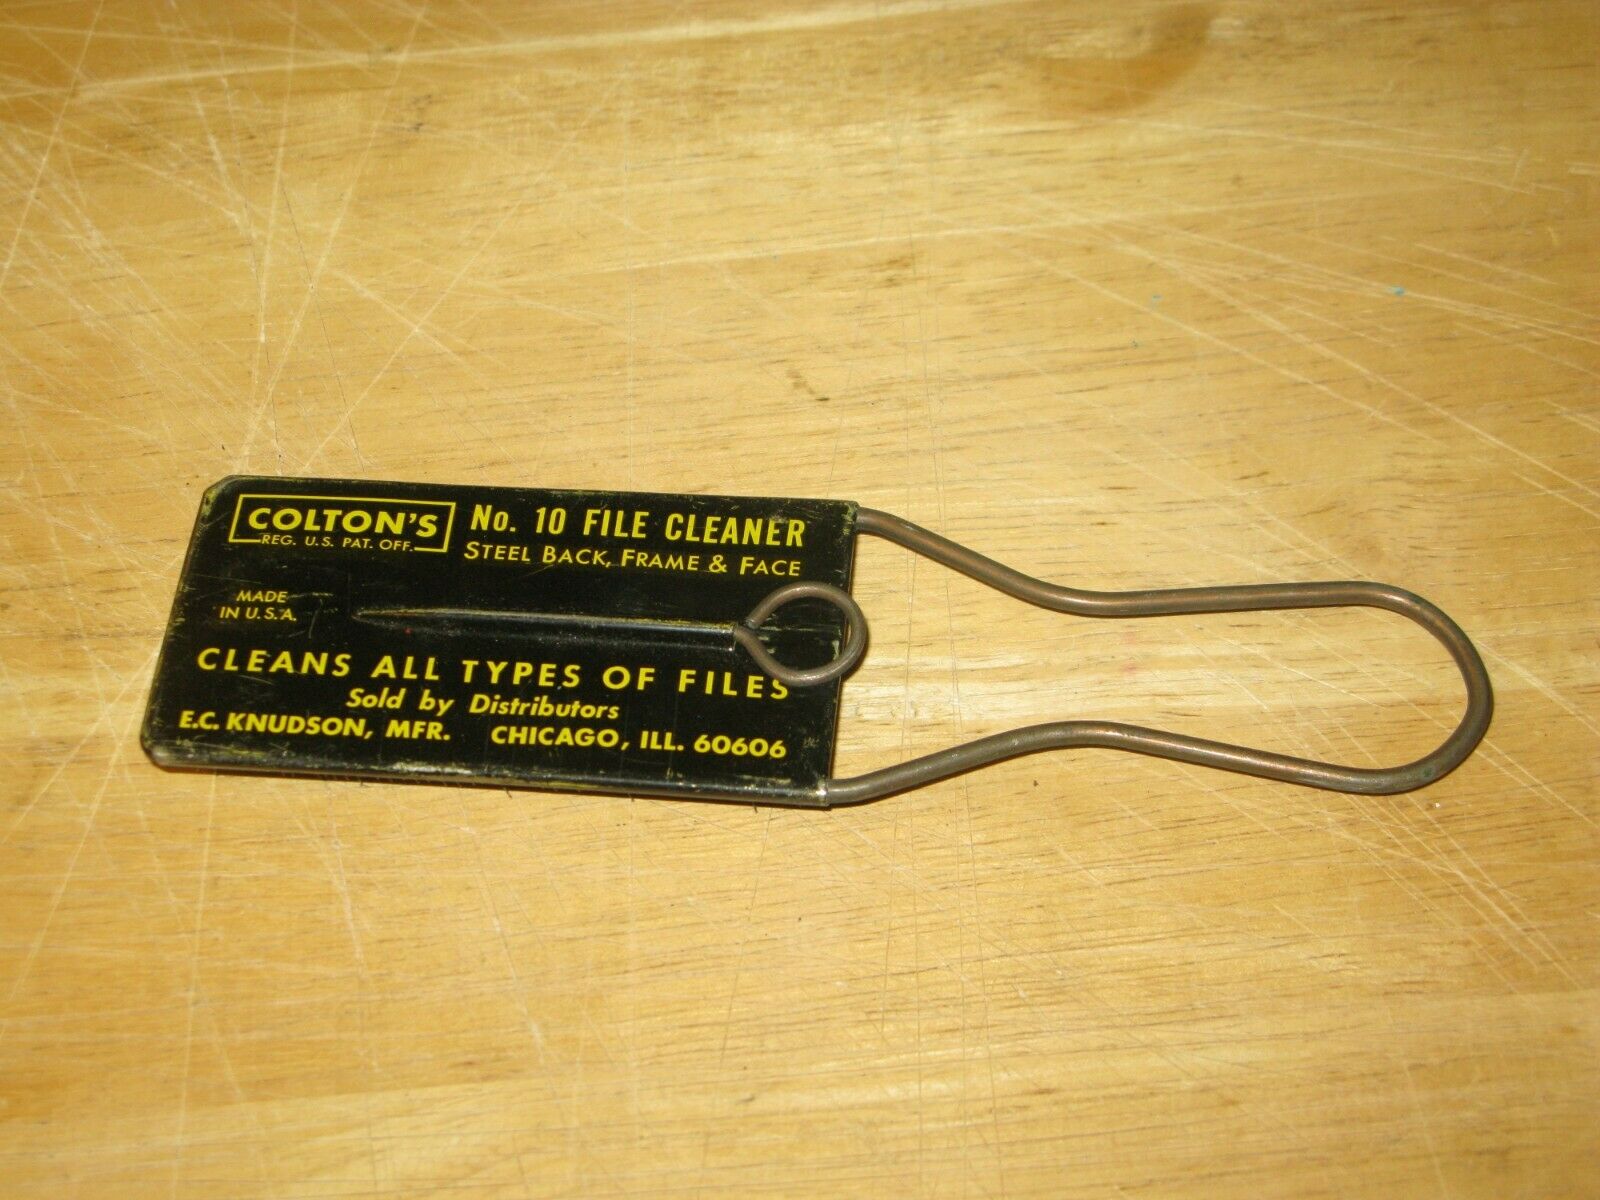 COLTON'S
REG. U.S. PAT. OFF.
No. 10 FILE CLEANER
STEEL BACK, FRAME & FACE
MADE
IN U.S.A.
CLEANS ALL TYPES OF FILES
Sold by Distributors
E.C. KNUDSON, MFR. CHICAGO, ILL. 60606